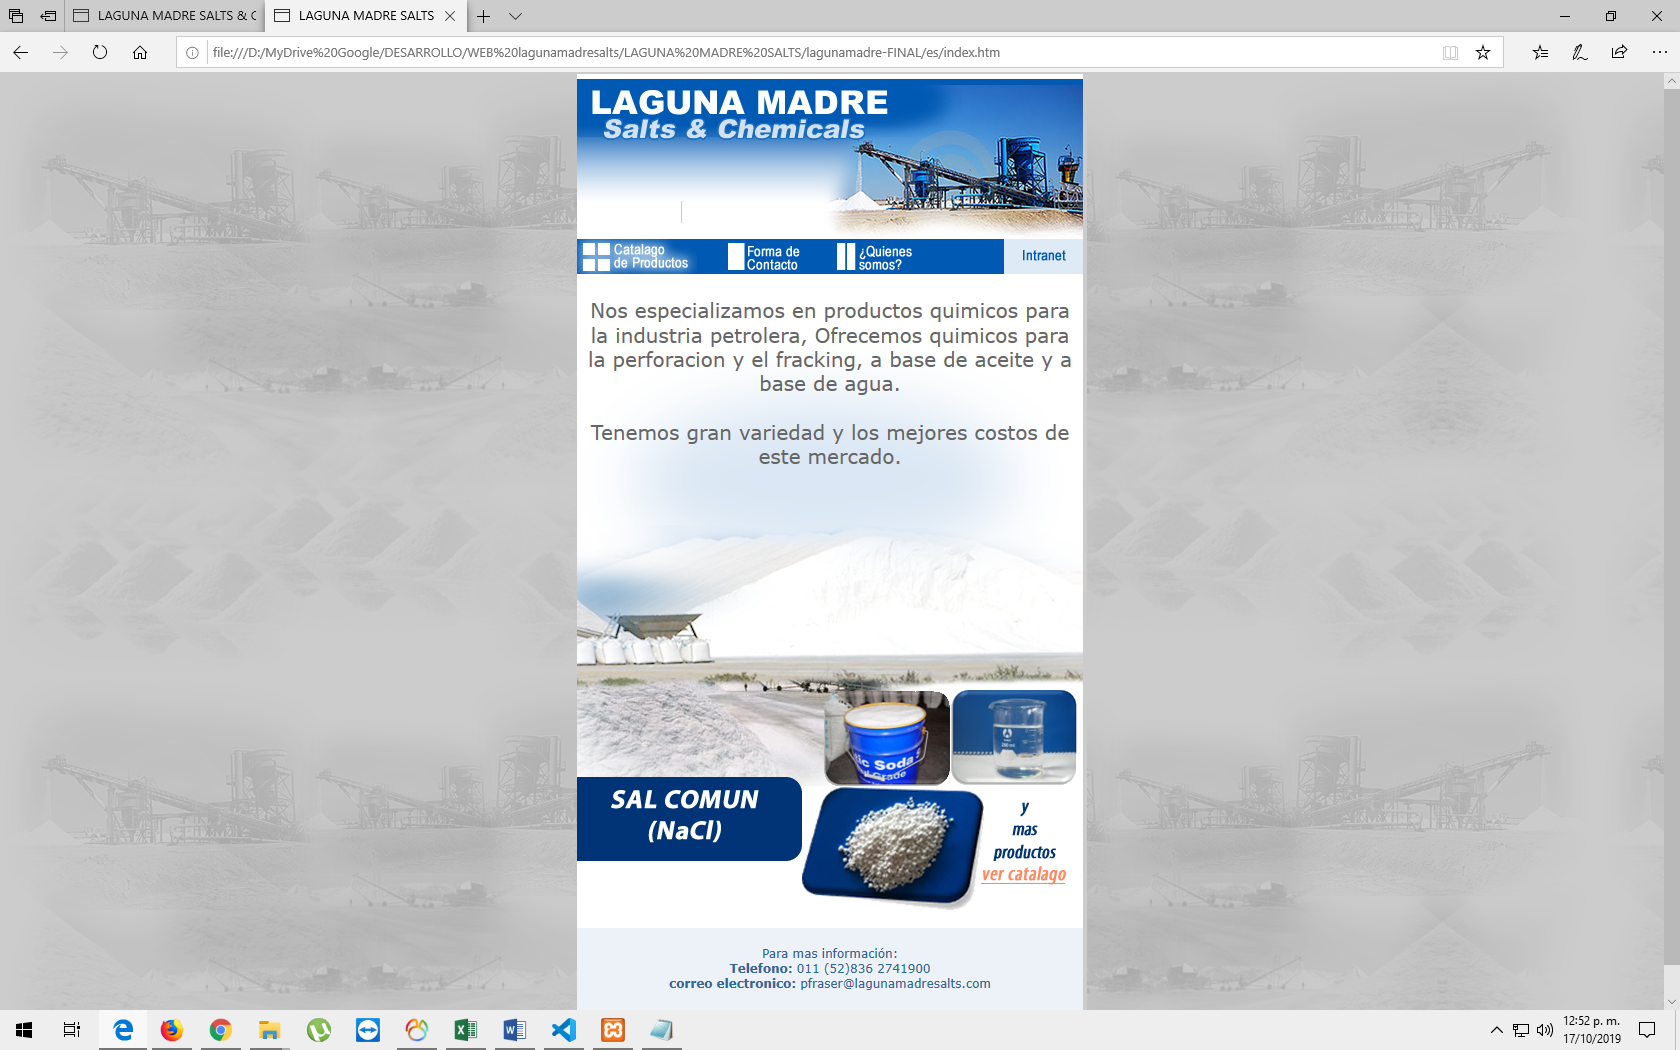 LAGUNA MADRE SALTS & C
LAGUNA MADRE SALTS
file:///D:/MyDrive%20Google/DESARROLLO/WEB%20lagunamadresalts/LAGUNA%20MADRE%20SALTS/lagunamadre-FINAL/es/index.htm
LAGUNA MADRE
Salts & Chemicals
Catalago
de Productos
Forma de
Contacto
¿Quienes
somos?
Intranet
Nos especializamos en productos quimicos para
la industria petrolera, Ofrecemos quimicos para
la perforacion y el fracking, a base de aceite y a
base de agua.
Tenemos gran variedad y los mejores costos de
este mercado.
tic Soda
Grade
SAL COMUN
(NaCl)
y
mas
productos
ver catalago
Para mas información:
Telefono: 011 (52)836 2741900
correo electronico: pfraser@lagunamadresalts.com
12:52 p. m.
17/10/2019